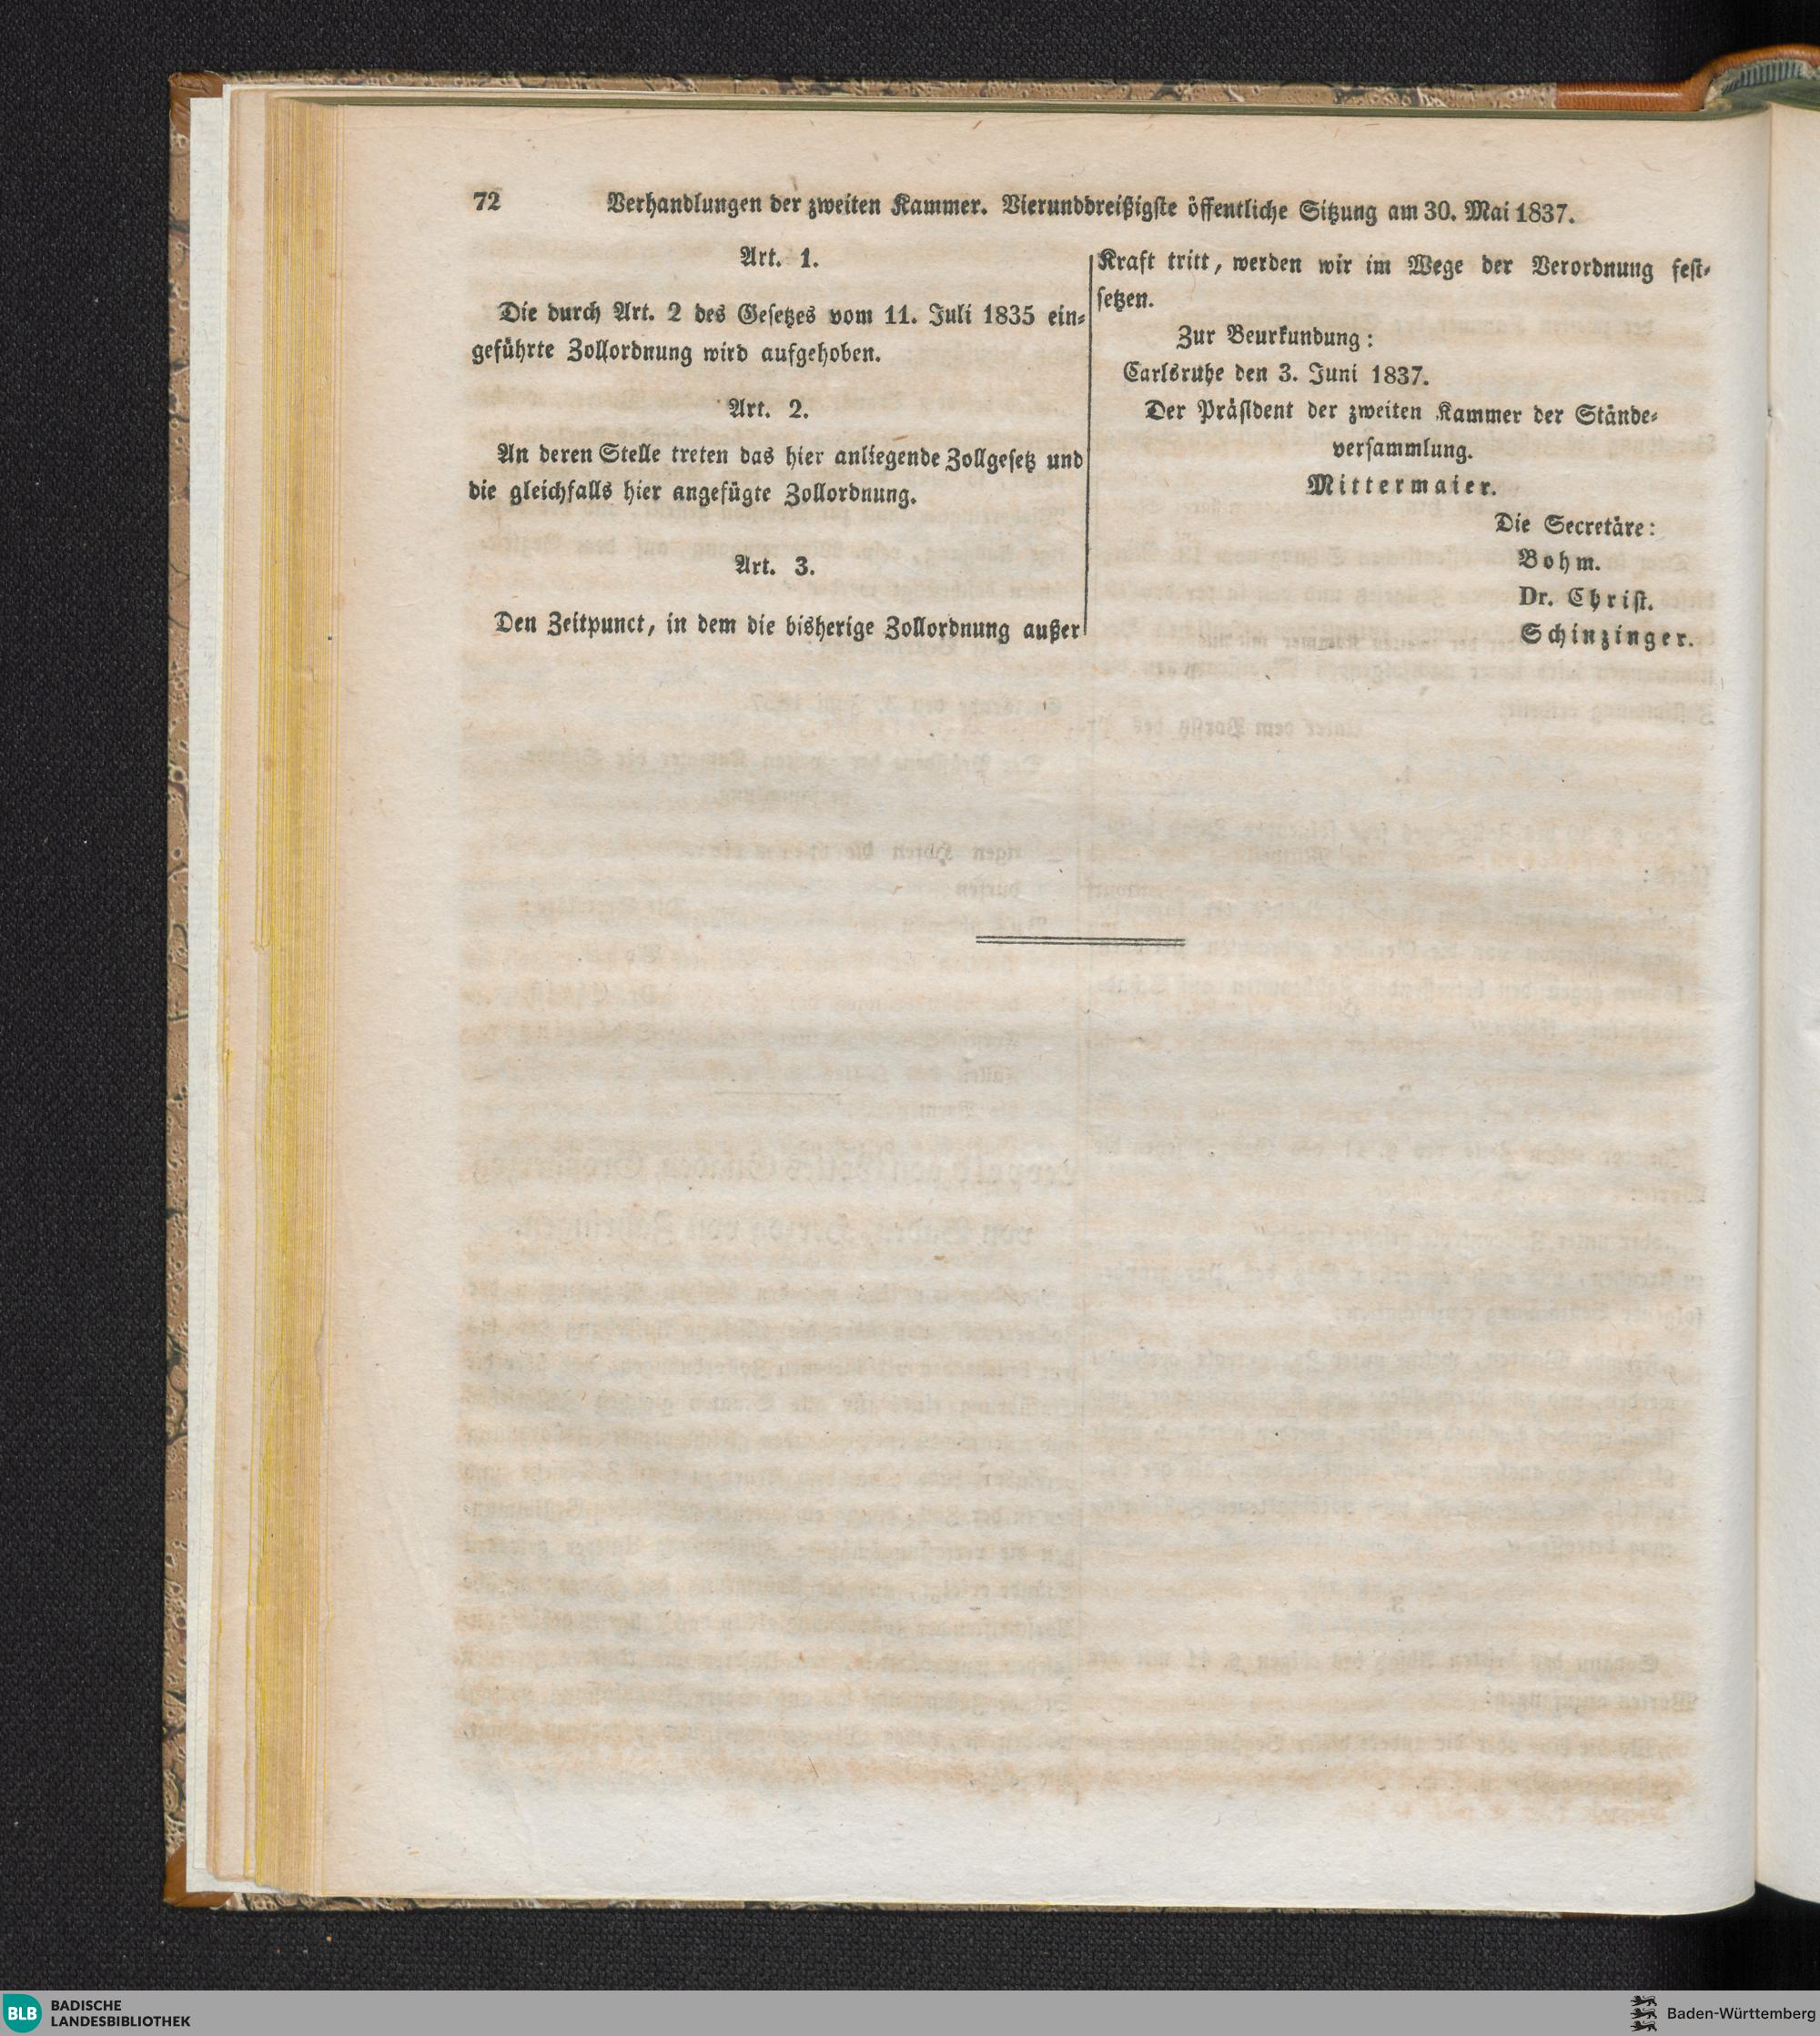 72 Verhandlungen der zweiten Kammer. Vierunddreißigste öffentliche Sitzung am 30. Mai 1837.
Art. 1.
Die durch Art. 2 des Gesetzes vom 11. Juli 1835 ein-
geführte Zollordnung wird aufgehoben.
Art. 2.
An deren Stelle treten das hier anliegende Zollgesetz und
die gleichfalls hier angefügte Zollordnung.
Art. 3.
Den Zeitpunct, in dem die bisherige Zollordnung außer
Kraft tritt, werden wir im Wege der Verordnung fest-
setzen.
Zur Beurkundung:
Carlsruhe den 3. Juni 1837.
Der Präsident der zweiten Kammer der Stände-
versammlung.
Mittermaier.
Die Secretäre:
Bohm.
Dr. Christ.
Schinzinger.
BLB BADISCHE
LANDESBIBLIOTHEK
Baden-Württemberg